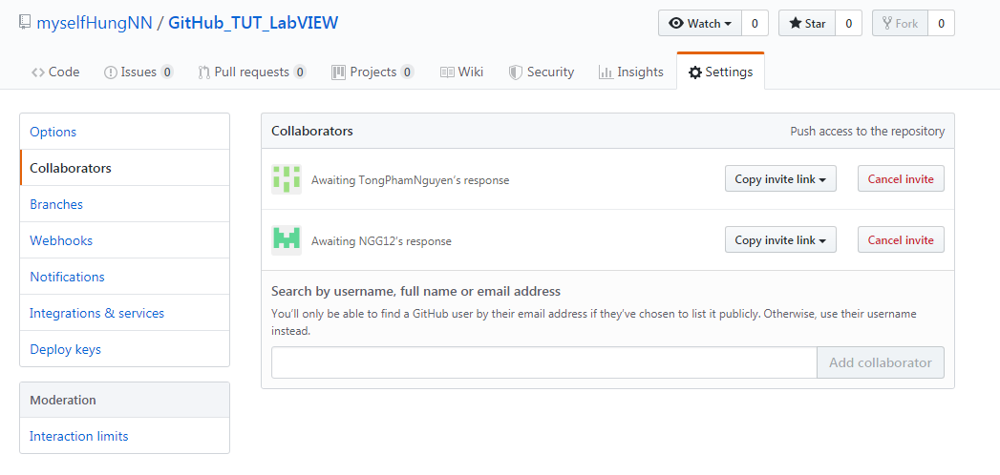 myselfHungNN / GitHub_TUT_LabVIEW
Watch 0 Star 0 Fork 0
Code Issues 0 Pull requests 0 Projects 0 Wiki Security Insights Settings
Options
Collaborators
Branches
Webhooks
Notifications
Integrations & services
Deploy keys
Moderation
Interaction limits
Collaborators Push access to the repository
Awaiting TongPhamNguyen's response Copy invite link Cancel invite
Awaiting NGG12's response Copy invite link Cancel invite
Search by username, full name or email address
You'll only be able to find a GitHub user by their email address if they've chosen to list it publicly. Otherwise, use their username
instead.
Add collaborator